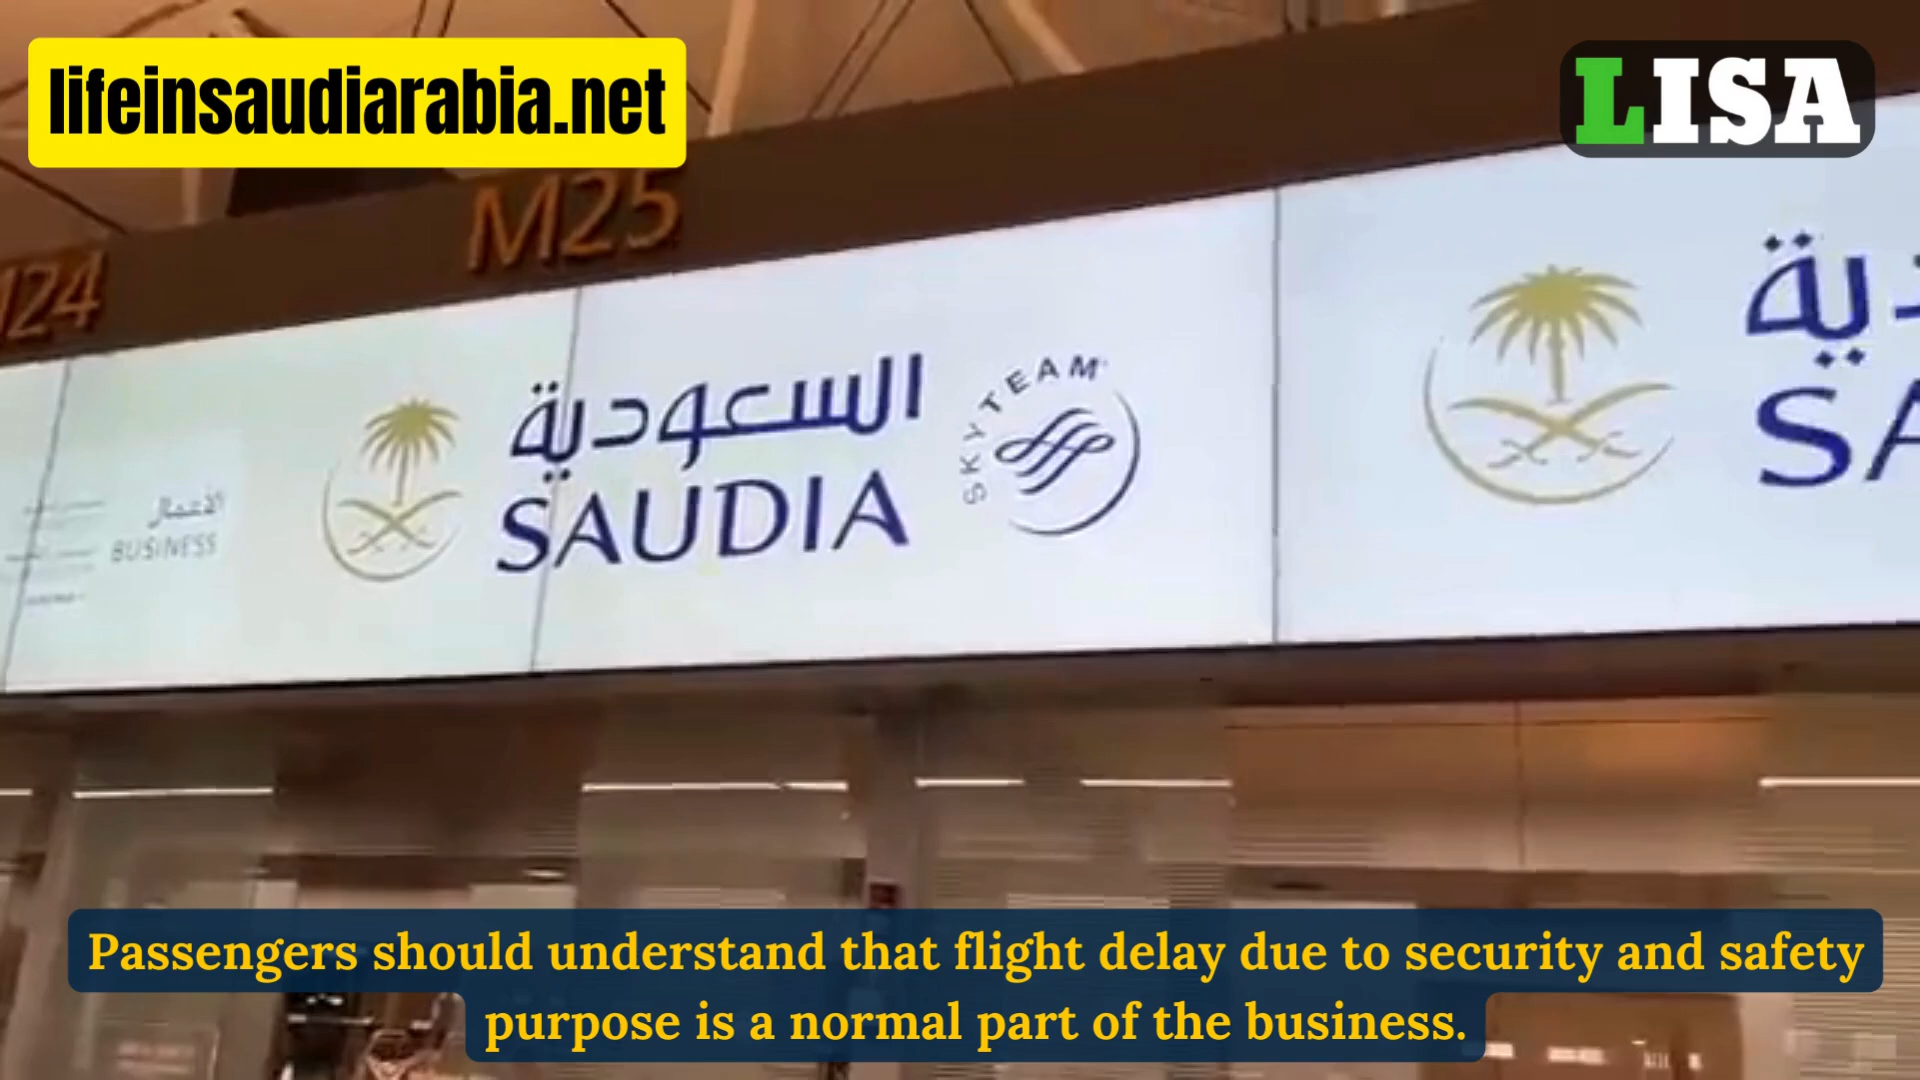 lifeinsaudiarabia.net
LISA
M25
السعودية
SAUDIA
SKYTEAM
دية
SA
الأعمال
BUSINESS
Passengers should understand that flight delay due to security and safety
purpose is a normal part of the business.